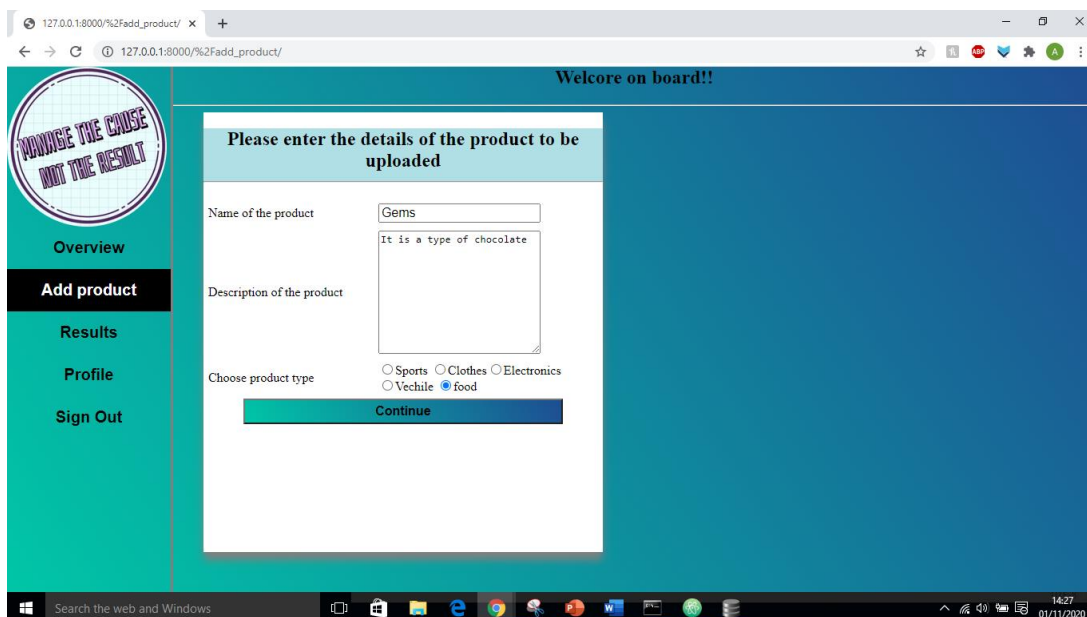 127.0.0.1:8000/%2Fadd_product/
127.0.0.1:8000/%2Fadd_product/
ABP
A
Welcore on board!!
MANAGE THE CAUSE
NOT THE RESULT
Overview
Add product
Results
Profile
Sign Out
Please enter the details of the product to be
uploaded
Name of the product
Gems
Description of the product
It is a type of chocolate
Choose product type
Sports Clothes Electronics
Vechile food
Continue
Search the web and Windows
14:27
01/11/2020